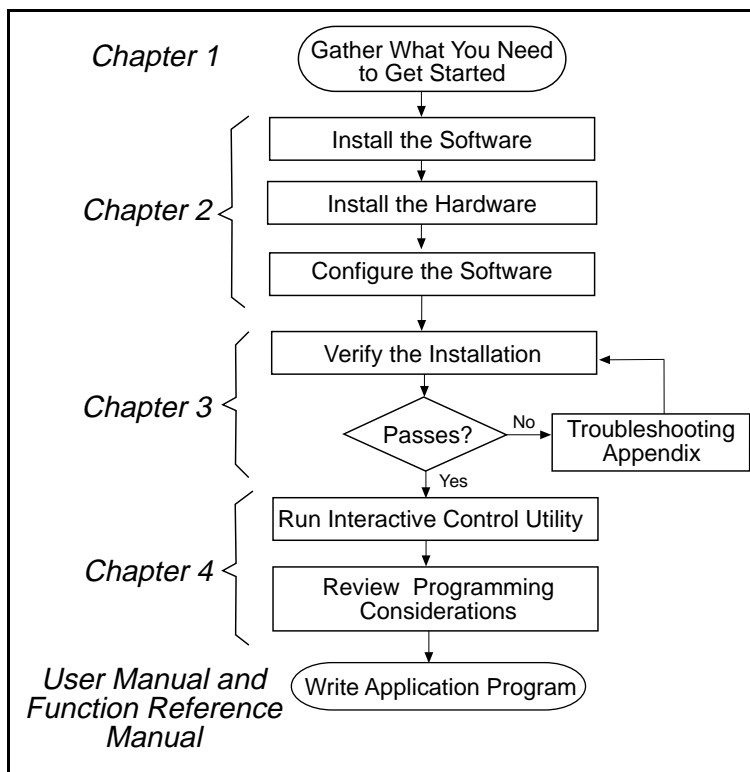 Chapter 1
Gather What You Need
to Get Started
Chapter 2
Install the Software
Install the Hardware
Configure the Software
Chapter 3
Verify the Installation
Passes?
No
Troubleshooting
Appendix
Yes
Chapter 4
Run Interactive Control Utility
Review Programming
Considerations
User Manual and
Function Reference
Manual
Write Application Program